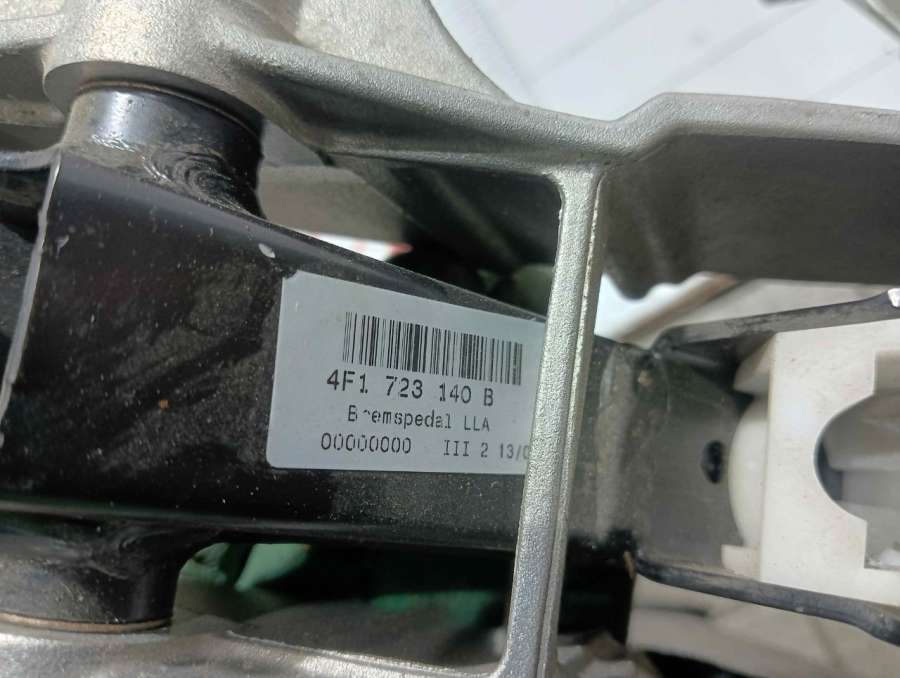 4F1 723 140 B
Bremspedal LLA
00000000 III 2 13/0